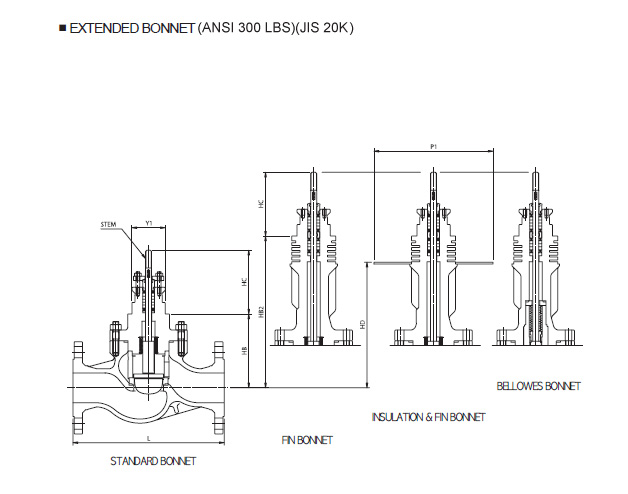 ■ EXTENDED BONNET (ANSI 300 LBS)(JIS 20K)
P1
HC
STEM
Y1
HC
HB2
HD
HB
BELLOWES BONNET
INSULATION & FIN BONNET
L
FIN BONNET
STANDARD BONNET